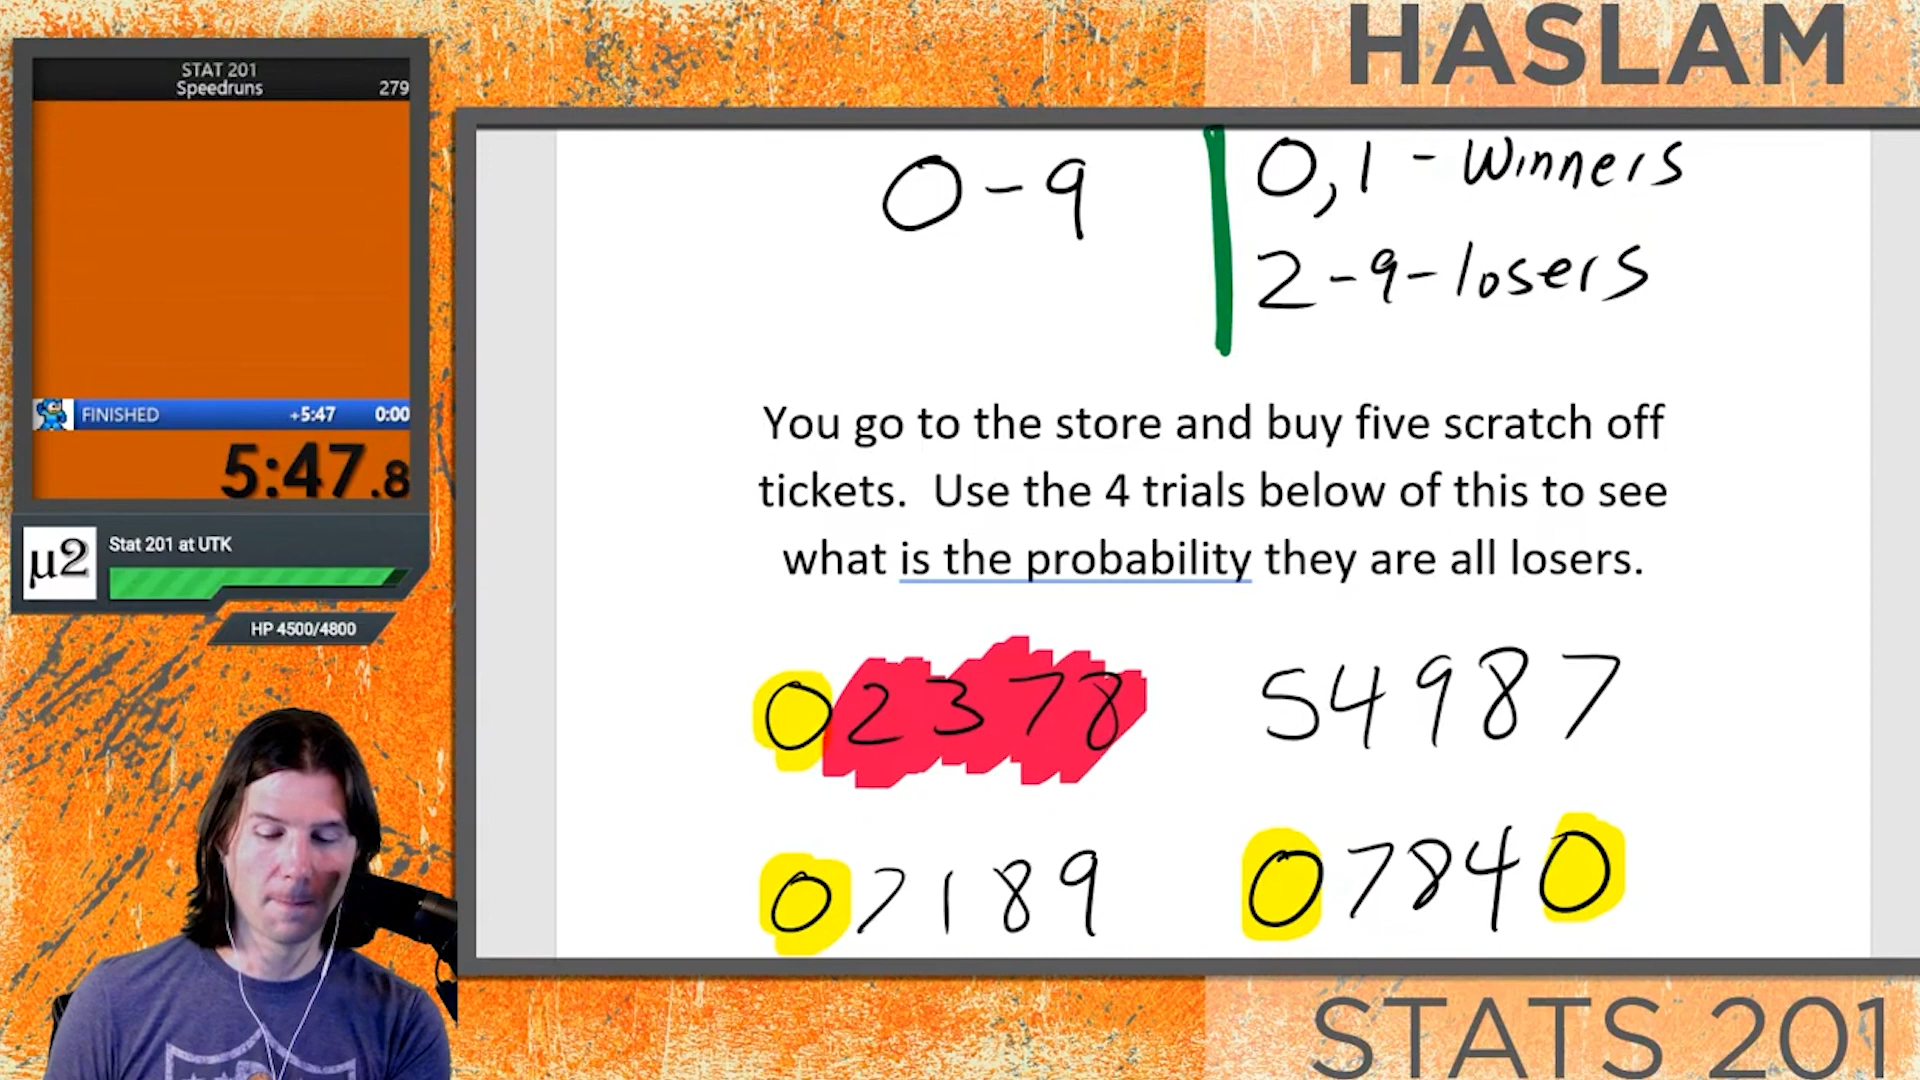 HASLAM
STAT 201
Speedruns 279
FINISHED +5:47 0:00
5:47.8
μ2
Stat 201 at UTK
HP 4500/4800
0-9
0,1 - Winners
2-9-losers
You go to the store and buy five scratch off
tickets. Use the 4 trials below of this to see
what is the probability they are all losers.
02378
54987
07189
07840
STATS 201